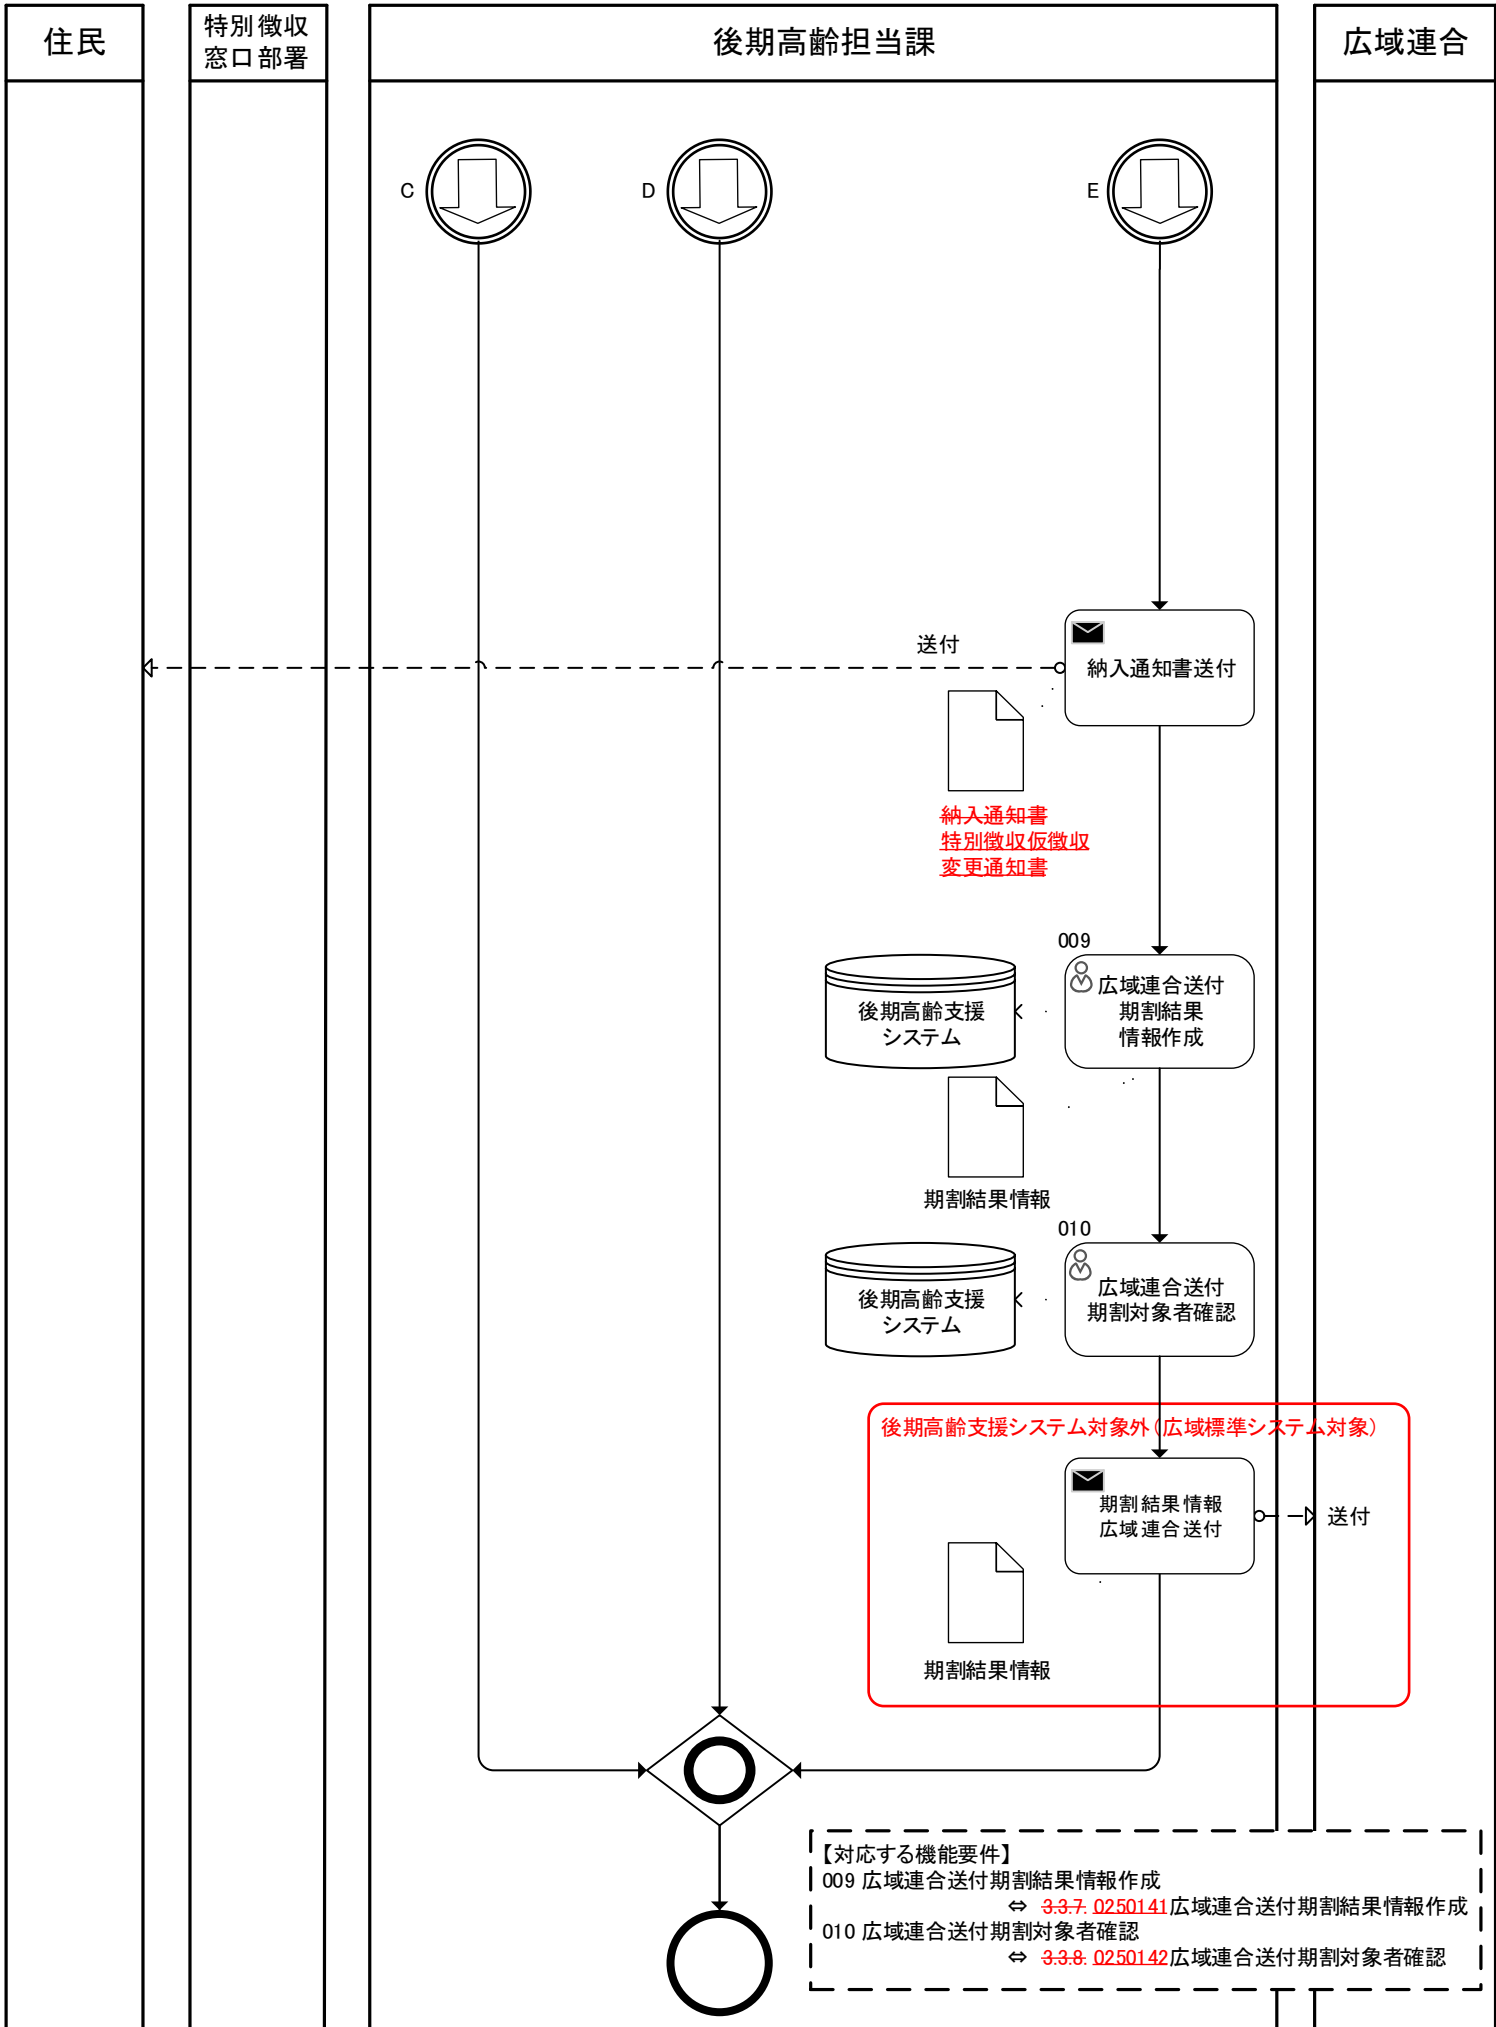 住民
特別徴収
窓口部署
後期高齢担当課
広域連合
C
D
E
送付
納入通知書送付
納入通知書
特別徴収仮徴収
変更通知書
009
広域連合送付
期割結果
情報作成
後期高齢支援
システム
期割結果情報
010
広域連合送付
期割対象者確認
後期高齢支援
システム
後期高齢支援システム対象外(広域標準システム対象)
期割結果情報
広域連合送付
送付
期割結果情報
【対応する機能要件】
009 広域連合送付期割結果情報作成
⇔ 3.3.7. 0250141広域連合送付期割結果情報作成
010 広域連合送付期割対象者確認
⇔ 3.3.8. 0250142広域連合送付期割対象者確認